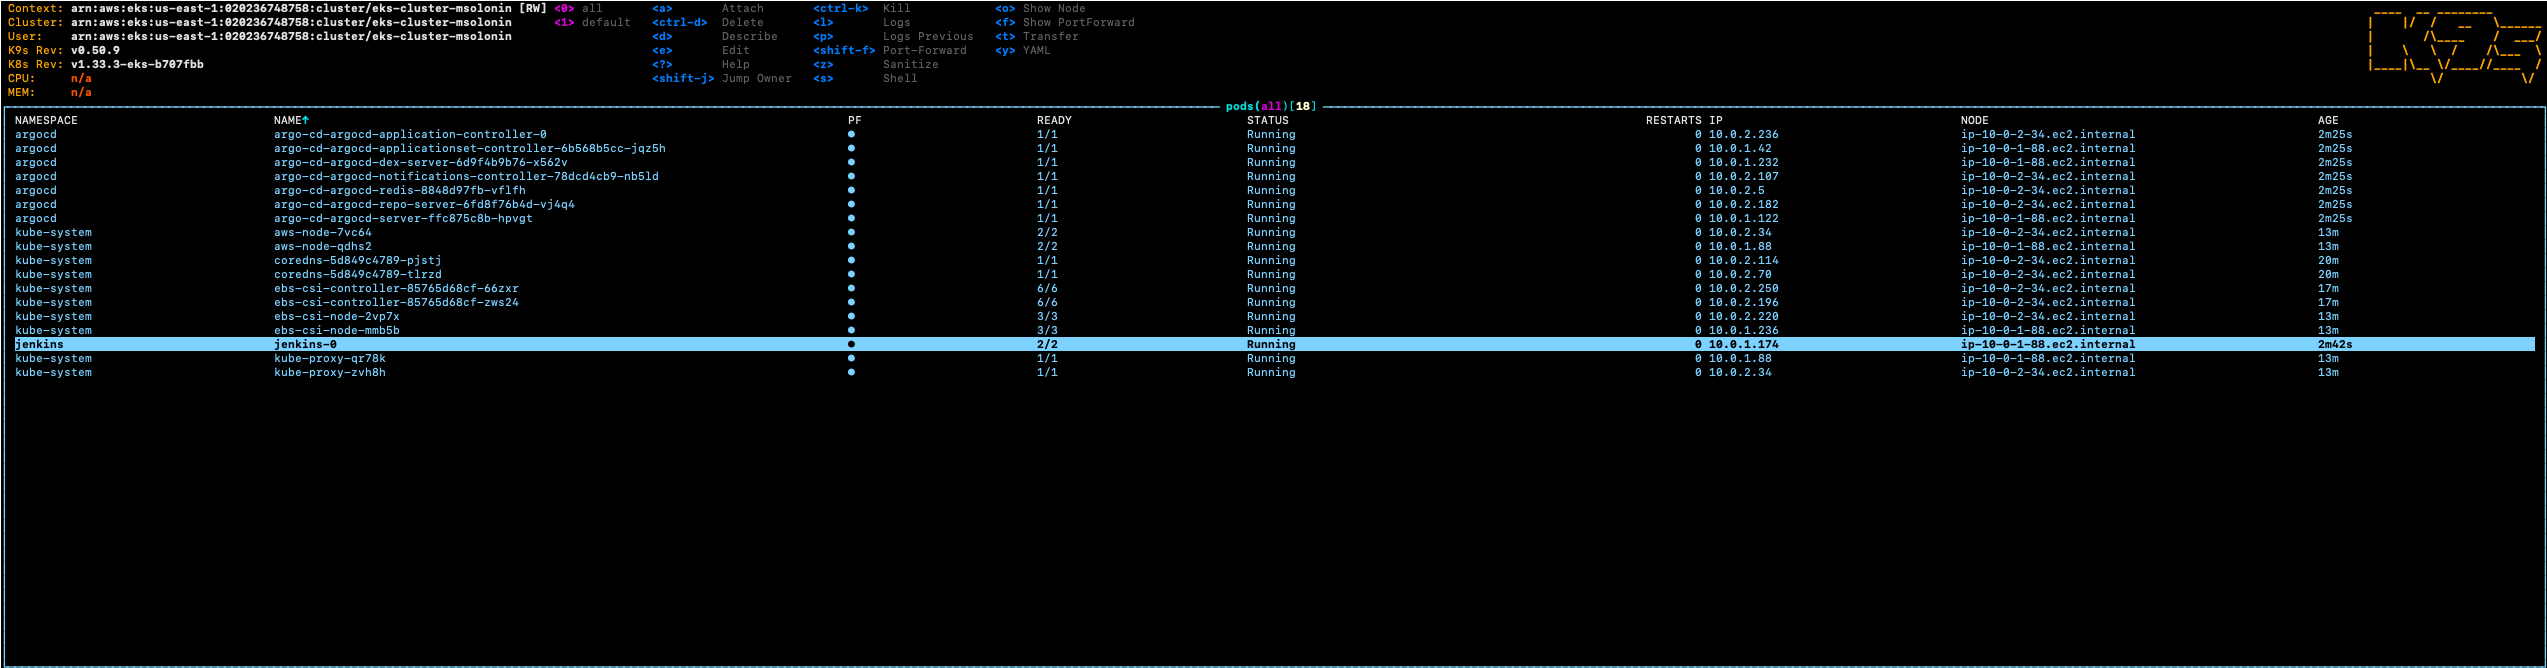 Context: arn:aws:eks:us-east-1:020236748758:cluster/eks-cluster-msolonin [RW] <0> all <a> Attach <ctrl-k> Kill <o> Show Node
Cluster: arn:aws:eks:us-east-1:020236748758:cluster/eks-cluster-msolonin <1> default <ctrl-d> Delete <l> Logs <f> Show PortForward
User: arn:aws:eks:us-east-1:020236748758:cluster/eks-cluster-msolonin <d> Describe <p> Logs Previous <t> Transfer
K9s Rev: v0.50.9 <e> Edit <shift-f> Port-Forward <y> YAML
K8s Rev: v1.33.3-eks-b707fbb <?> Help <z> Sanitize
CPU: n/a <shift-j> Jump Owner <s> Shell
MEM: n/a
pods(all)[18]
NAMESPACE NAME↑ PF READY STATUS RESTARTS IP NODE AGE
argocd argo-cd-argocd-application-controller-0 ● 1/1 Running 0 10.0.2.236 ip-10-0-2-34.ec2.internal 2m25s
argocd argo-cd-argocd-applicationset-controller-6b568b5cc-jqz5h ● 1/1 Running 0 10.0.1.42 ip-10-0-1-88.ec2.internal 2m25s
argocd argo-cd-argocd-dex-server-6d9f4b9b76-x562v ● 1/1 Running 0 10.0.1.232 ip-10-0-1-88.ec2.internal 2m25s
argocd argo-cd-argocd-notifications-controller-78dcd4cb9-nb5ld ● 1/1 Running 0 10.0.2.107 ip-10-0-2-34.ec2.internal 2m25s
argocd argo-cd-argocd-redis-8848d97fb-vflfh ● 1/1 Running 0 10.0.2.5 ip-10-0-2-34.ec2.internal 2m25s
argocd argo-cd-argocd-repo-server-6fd8f76b4d-vj4q4 ● 1/1 Running 0 10.0.2.182 ip-10-0-2-34.ec2.internal 2m25s
argocd argo-cd-argocd-server-ffc875c8b-hpvgt ● 1/1 Running 0 10.0.1.122 ip-10-0-1-88.ec2.internal 2m25s
kube-system aws-node-7vc64 ● 2/2 Running 0 10.0.2.34 ip-10-0-2-34.ec2.internal 13m
kube-system aws-node-qdhs2 ● 2/2 Running 0 10.0.1.88 ip-10-0-1-88.ec2.internal 13m
kube-system coredns-5d849c4789-pjstj ● 1/1 Running 0 10.0.2.114 ip-10-0-2-34.ec2.internal 20m
kube-system coredns-5d849c4789-tlrzd ● 1/1 Running 0 10.0.2.70 ip-10-0-2-34.ec2.internal 20m
kube-system ebs-csi-controller-85765d68cf-66zxr ● 6/6 Running 0 10.0.2.250 ip-10-0-2-34.ec2.internal 17m
kube-system ebs-csi-controller-85765d68cf-zws24 ● 6/6 Running 0 10.0.2.196 ip-10-0-2-34.ec2.internal 17m
kube-system ebs-csi-node-2vp7x ● 3/3 Running 0 10.0.2.220 ip-10-0-2-34.ec2.internal 13m
kube-system ebs-csi-node-mmb5b ● 3/3 Running 0 10.0.1.236 ip-10-0-1-88.ec2.internal 13m
jenkins jenkins-0 ● 2/2 Running 0 10.0.1.174 ip-10-0-1-88.ec2.internal 2m42s
kube-system kube-proxy-qr78k ● 1/1 Running 0 10.0.1.88 ip-10-0-1-88.ec2.internal 13m
kube-system kube-proxy-zvh8h ● 1/1 Running 0 10.0.2.34 ip-10-0-2-34.ec2.internal 13m